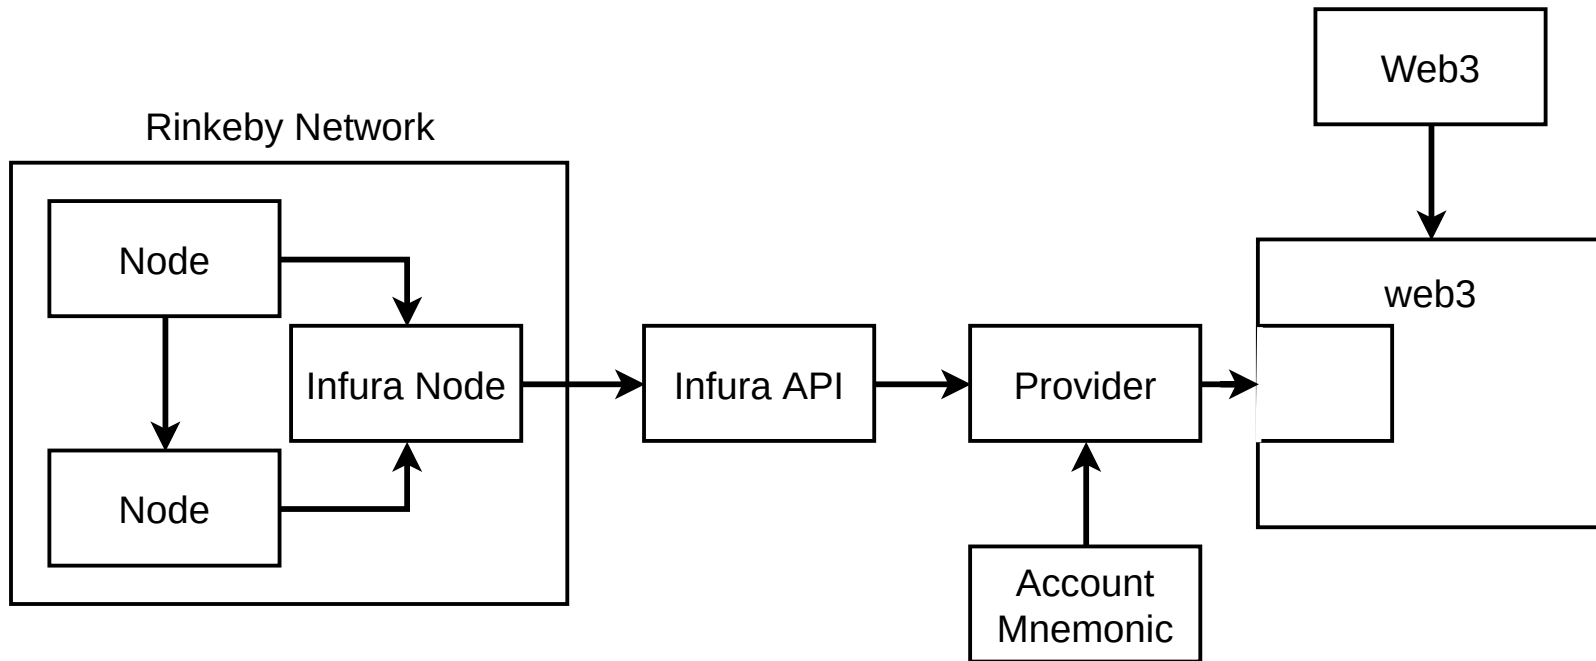 Web3
Rinkeby Network
Node
web3
Infura Node
Infura API
Provider
Node
Account
Mnemonic